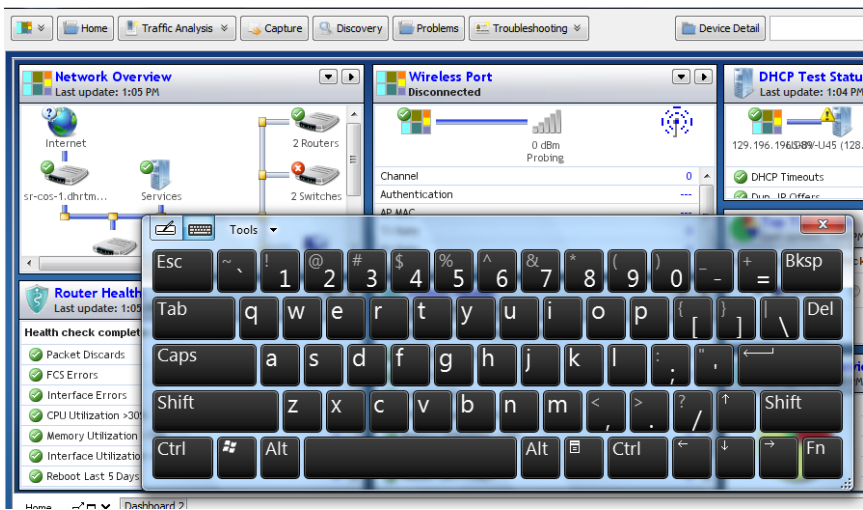 Home Traffic Analysis Capture Discovery Problems Troubleshooting Device Detail
Network Overview
Last update: 1:05 PM
Internet
2 Routers
sr-cos-1.dhrtm...
Services
2 Switches
Wireless Port
Disconnected
0 dBm
Probing
Channel 0
Authentication ---
AP MAC ---
DHCP Test Statu
Last update: 1:04 PM
DHCP Timeouts
Dup. IP Offers
Router Health
Last update: 1:05
Health check complet
Packet Discards
FCS Errors
Interface Errors
CPU Utilization >30
Memory Utilization
Interface Utilizatio
Reboot Last 5 Days
Tools
Esc ~ ` ! 1 @ 2 # 3 $ 4 % 5 ^ 6 & 7 * 8 ( 9 ) 0 _ - + = Bksp
Tab q w e r t y u i o p { [ } ] | \ Del
Caps a s d f g h j k l : ; " '
Shift z x c v b n m < , > . ? / ↑ Shift
Ctrl Alt Alt Ctrl ← ↓ → Fn
Home Dashboard 2